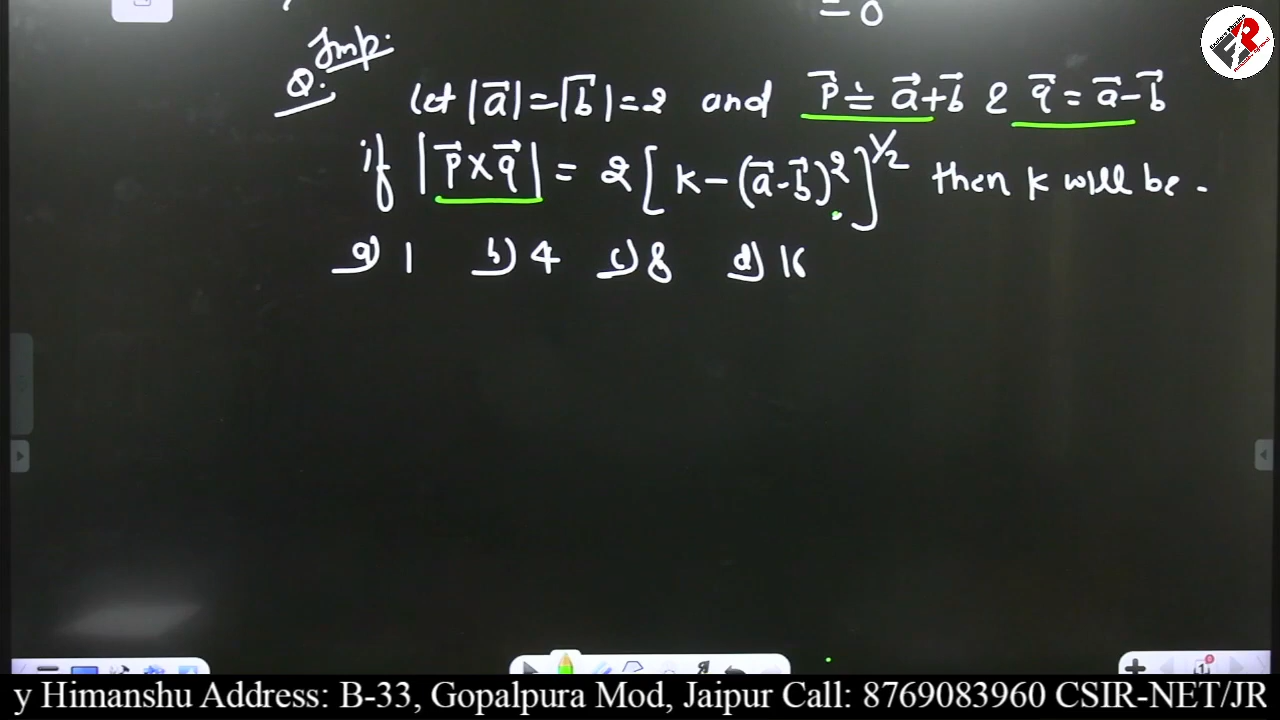 = 0
Imp.
Q. Let |a⃗| = |b⃗| = 2 and p⃗ = a⃗+b⃗ & q⃗ = a⃗-b⃗
if |p⃗×q⃗| = 2[K-(a⃗-b⃗)²]^1/2 then K will be -
a) 1 b) 4 c) 8 d) 16
y Himanshu Address: B-33, Gopalpura Mod, Jaipur Call: 8769083960 CSIR-NET/JR